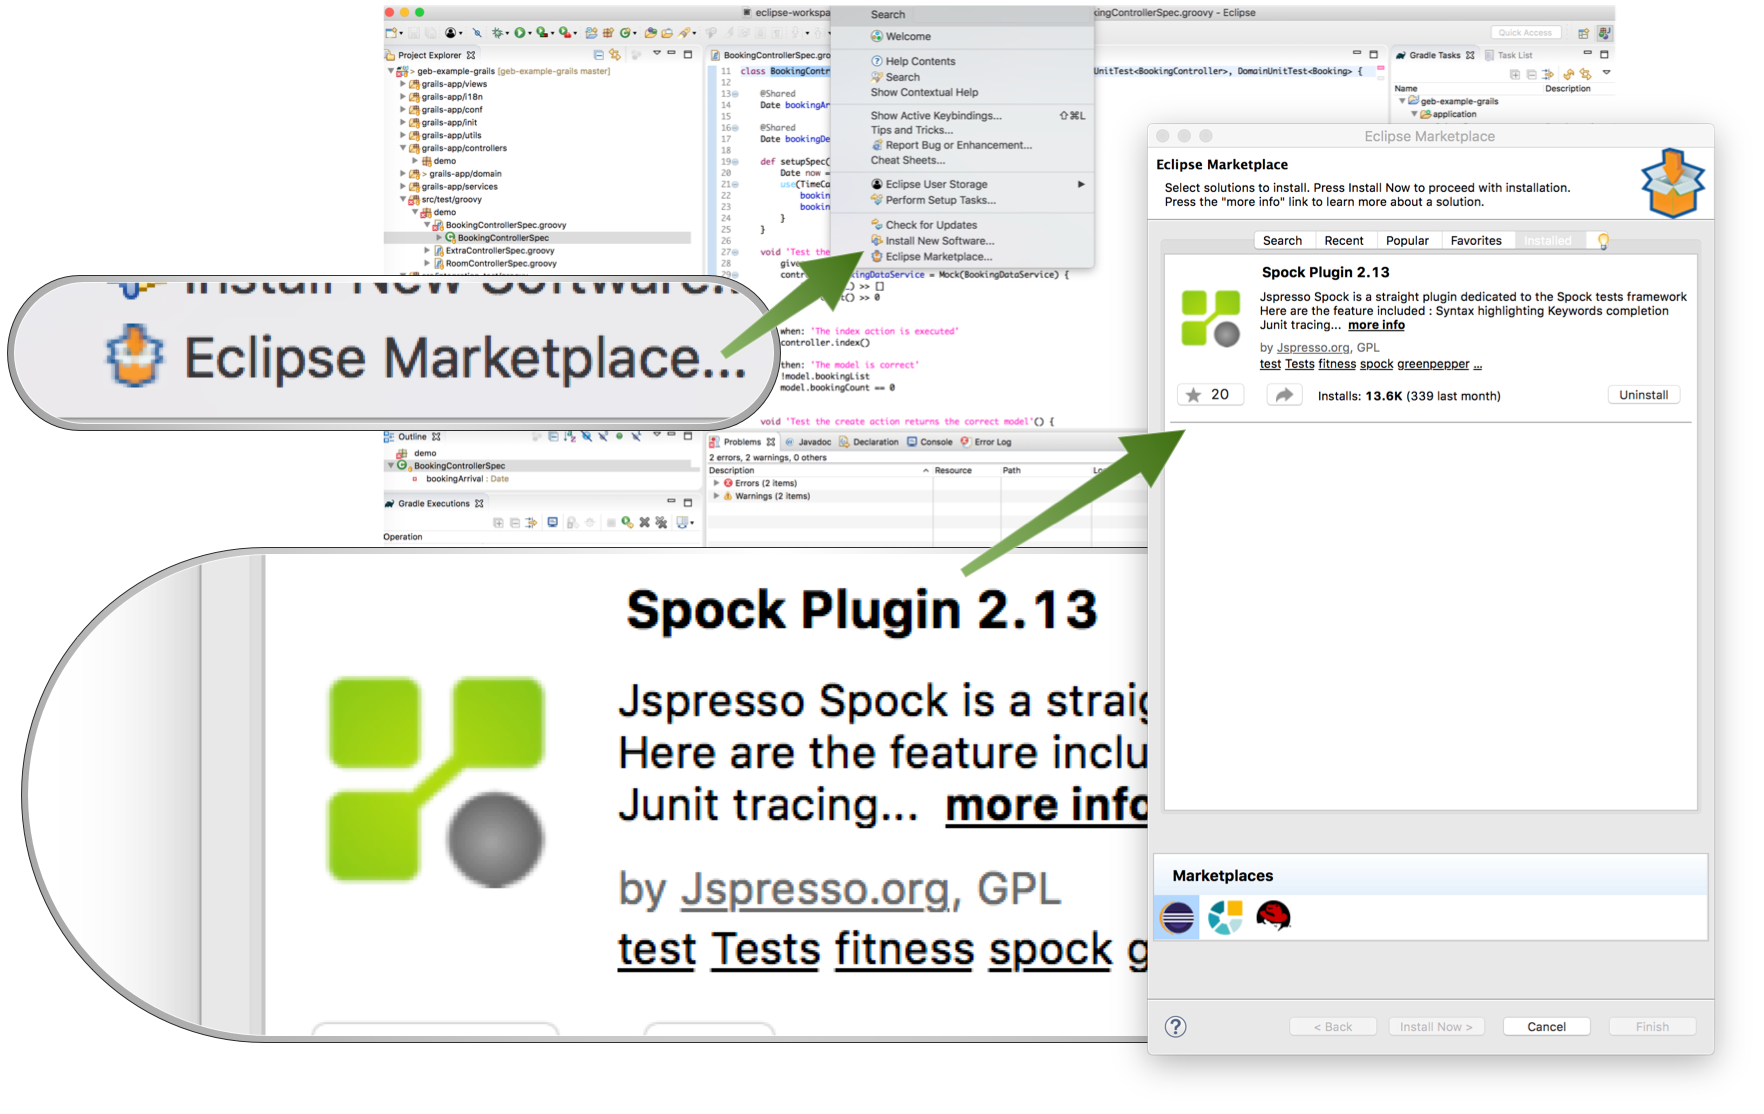 eclipse-workspa
ingControllerSpec.groovy - Eclipse
Quick Access
Project Explorer
geb-example-grails [geb-example-grails master]
grails-app/views
grails-app/i18n
grails-app/conf
grails-app/init
grails-app/utils
grails-app/controllers
demo
> grails-app/domain
grails-app/services
src/test/groovy
demo
BookingControllerSpec.groovy
BookingControllerSpec
ExtraControllerSpec.groovy
RoomControllerSpec.groovy
BookingControllerSpec.gro
11 class BookingContr
UnitTest<BookingController>, DomainUnitTest<Booking> {
12
13 @Shared
14 Date bookingAr
15
16 @Shared
17 Date bookingDe
18
19 def setupSpec(
20 Date now =
21 use(TimeCa
22 bookin
23 bookin
24 }
25 }
26
27 void 'Test the
28 give
29 contr
kingDataService = Mock(BookingDataService) {
) >> []
t() >> 0
when: 'The index action is executed'
controller.index()
then: 'The model is correct'
!model.bookingList
model.bookingCount == 0
void 'Test the create action returns the correct model'() {
Search
Welcome
Help Contents
Search
Show Contextual Help
Show Active Keybindings... ⇧⌘L
Tips and Tricks...
Report Bug or Enhancement...
Cheat Sheets...
Eclipse User Storage
Perform Setup Tasks...
Check for Updates
Install New Software...
Eclipse Marketplace...
Gradle Tasks
Task List
Name Description
geb-example-grails
application
Install New Software..
Eclipse Marketplace...
Outline
demo
BookingControllerSpec
bookingArrival : Date
Gradle Executions
Operation
Problems Javadoc Declaration Console Error Log
2 errors, 2 warnings, 0 others
Description Resource Path Lo
Errors (2 items)
Warnings (2 items)
Spock Plugin 2.13
Jspresso Spock is a straig
Here are the feature inclu
Junit tracing... more info
by Jspresso.org, GPL
test Tests fitness spock g
Eclipse Marketplace
Eclipse Marketplace
Select solutions to install. Press Install Now to proceed with installation.
Press the "more info" link to learn more about a solution.
Search Recent Popular Favorites Installed
Spock Plugin 2.13
Jspresso Spock is a straight plugin dedicated to the Spock tests framework
Here are the feature included : Syntax highlighting Keywords completion
Junit tracing... more info
by Jspresso.org, GPL
test Tests fitness spock greenpepper ...
20
Installs: 13.6K (339 last month)
Uninstall
Marketplaces
? < Back Install Now > Cancel Finish